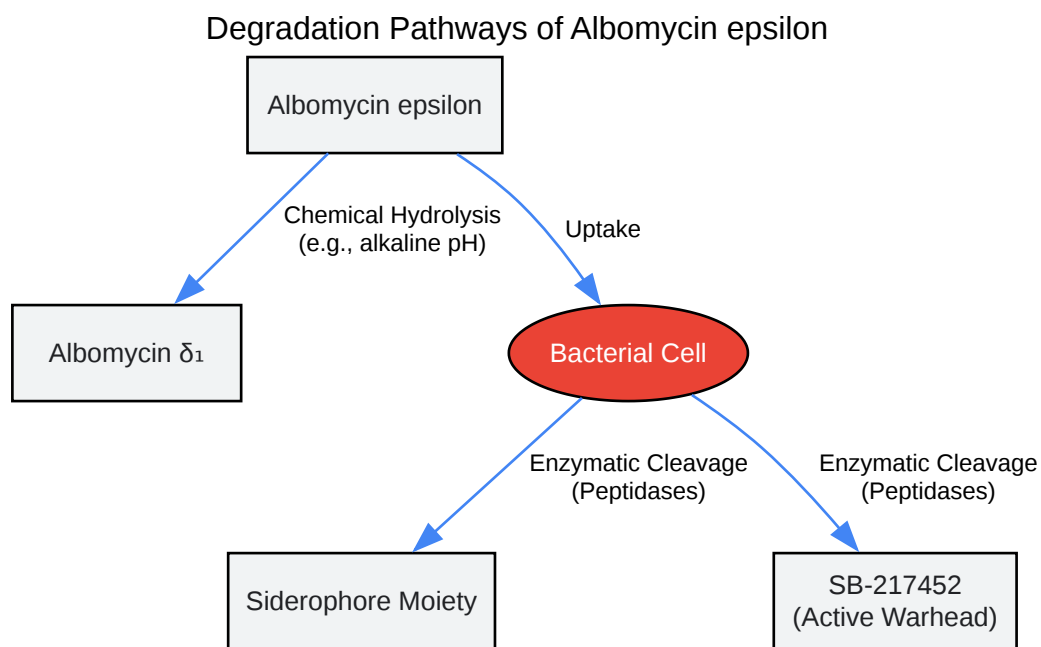 Degradation Pathways of Albomycin epsilon
Albomycin epsilon
Chemical Hydrolysis
(e.g., alkaline pH)
Uptake
Albomycin δ₁
Bacterial Cell
Enzymatic Cleavage
(Peptidases)
Enzymatic Cleavage
(Peptidases)
Siderophore Moiety
SB-217452
(Active Warhead)